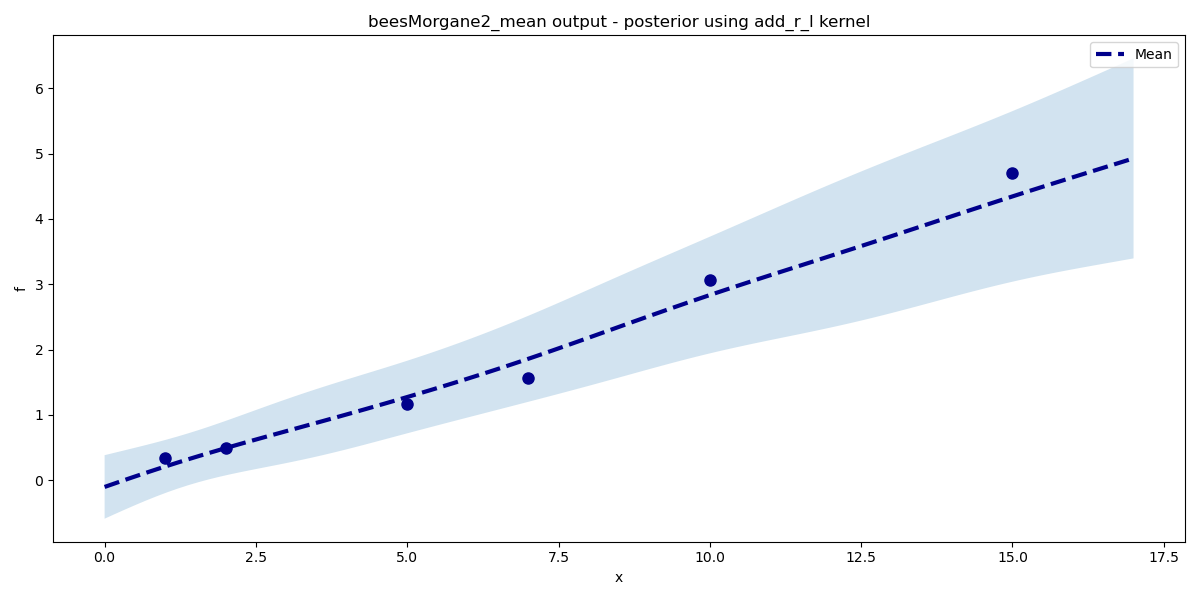 beesMorgane2_mean output - posterior using add_r_l kernel
Mean
6
5
4
3
2
1
0
f
0.0 2.5 5.0 7.5 10.0 12.5 15.0 17.5
x